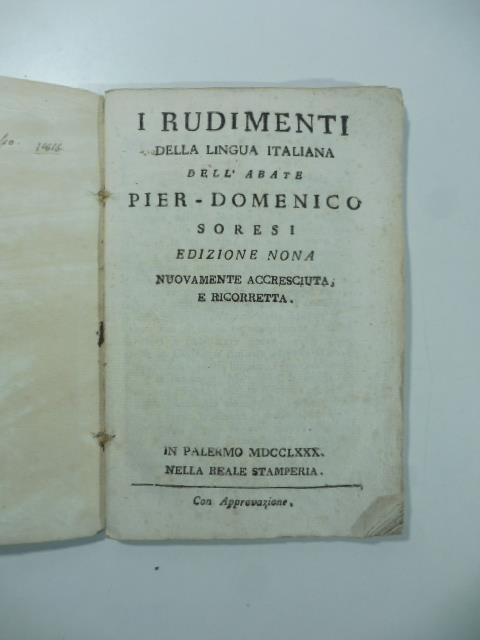 I RUDIMENTI
DELLA LINGUA ITALIANA
DELL' ABATE
PIER-DOMENICO
SORESI
EDIZIONE NONA
NUOVAMENTE ACCRESCIUTA,
E RICORRETTA.
IN PALERMO MDCCLXXX.
NELLA REALE STAMPERIA.
Con Approvazione.